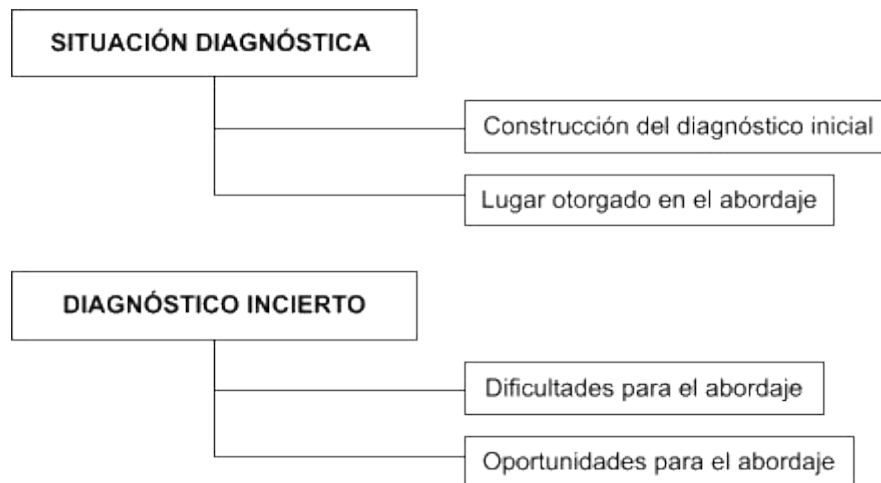 SITUACIÓN DIAGNÓSTICA
Construcción del diagnóstico inicial
Lugar otorgado en el abordaje
DIAGNÓSTICO INCIERTO
Dificultades para el abordaje
Oportunidades para el abordaje